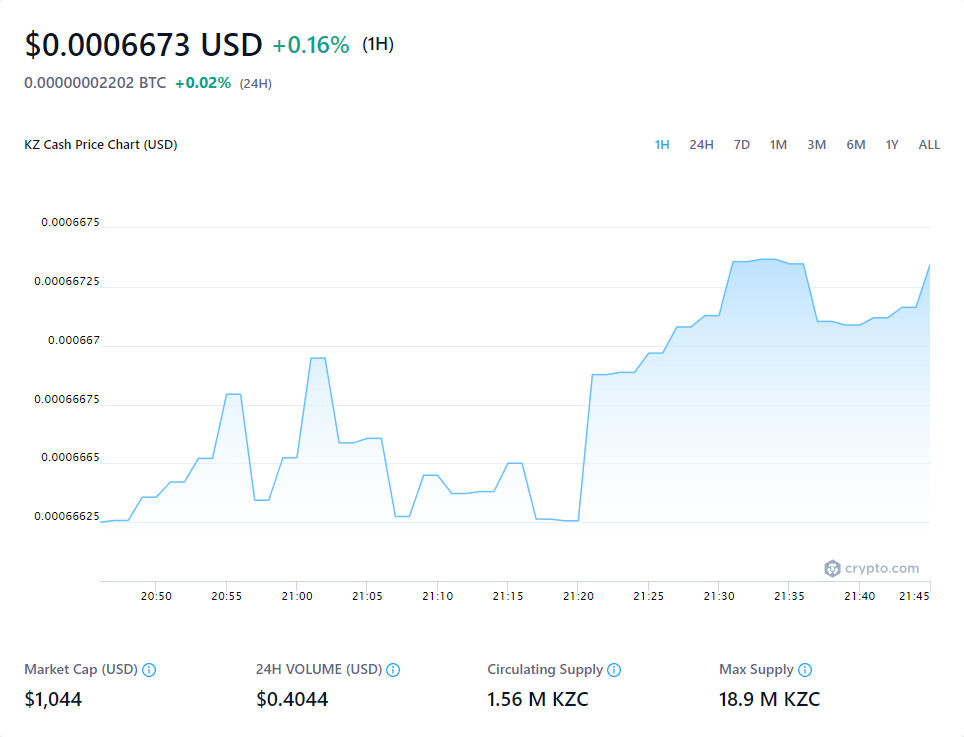 $0.0006673 USD +0.16% (1H)
0.00000002202 BTC +0.02% (24H)
KZ Cash Price Chart (USD)
1H 24H 7D 1M 3M 6M 1Y ALL
0.0006675
0.00066725
0.000667
0.00066675
0.0006665
0.00066625
crypto.com
20:50 20:55 21:00 21:05 21:10 21:15 21:20 21:25 21:30 21:35 21:40 21:45
Market Cap (USD) 24H VOLUME (USD) Circulating Supply Max Supply
$1,044 $0.4044 1.56 M KZC 18.9 M KZC